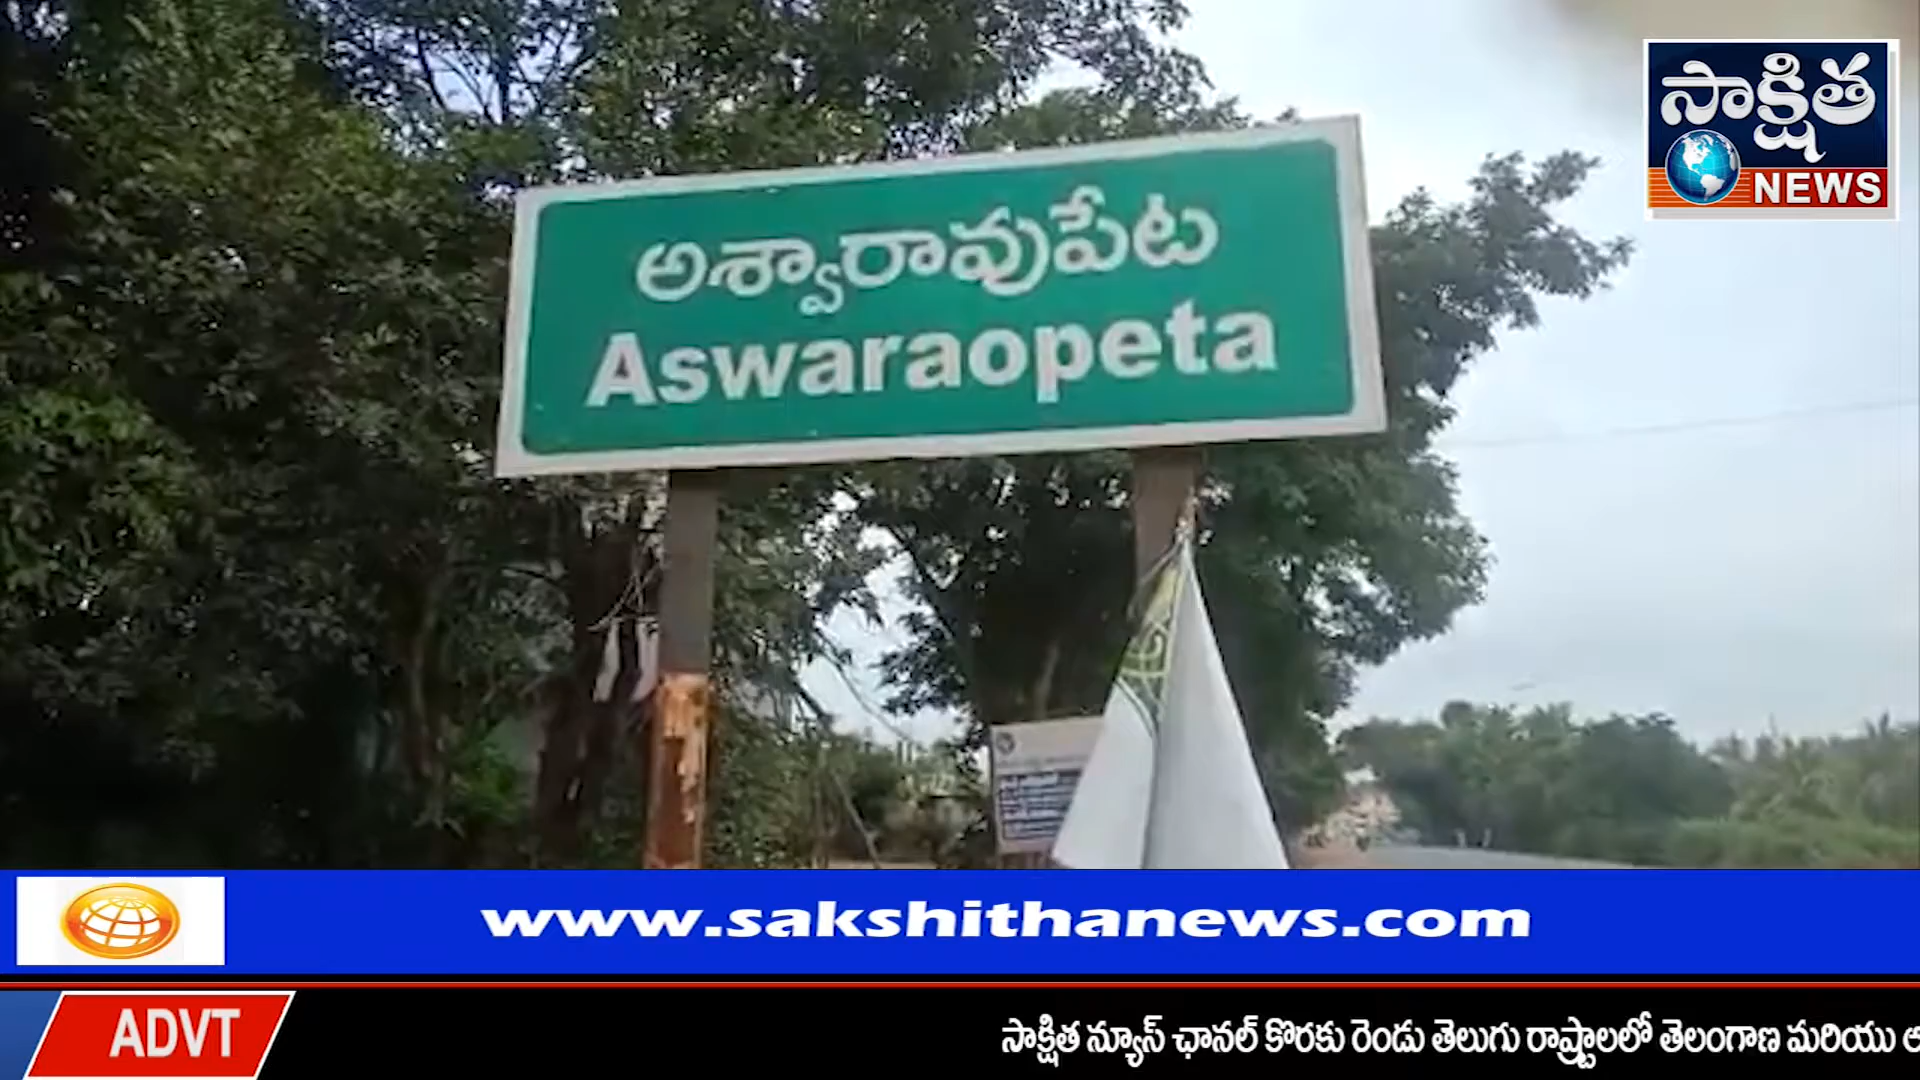 సాక్షిత
NEWS
అశ్వారావుపేట
Aswaraopeta
www.sakshithanews.com
ADVT
సాక్షిత న్యూస్ ఛానల్ కొరకు రెండు తెలుగు రాష్ట్రాలలో తెలంగాణ మరియు